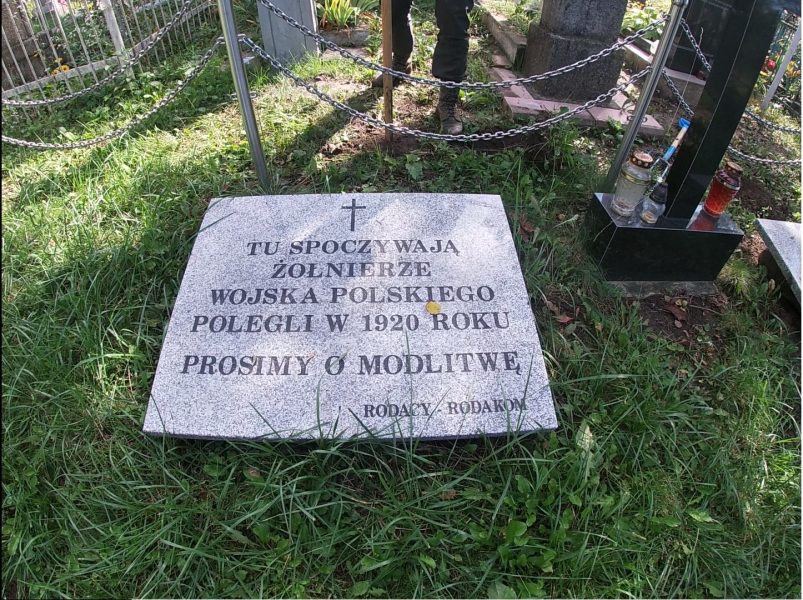 TU SPOCZYWAJĄ
ŻOŁNIERZE
WOJSKA POLSKIEGO
POLEGLI W 1920 ROKU
PROSIMY O MODLITWĘ
RODACY - RODAKOM